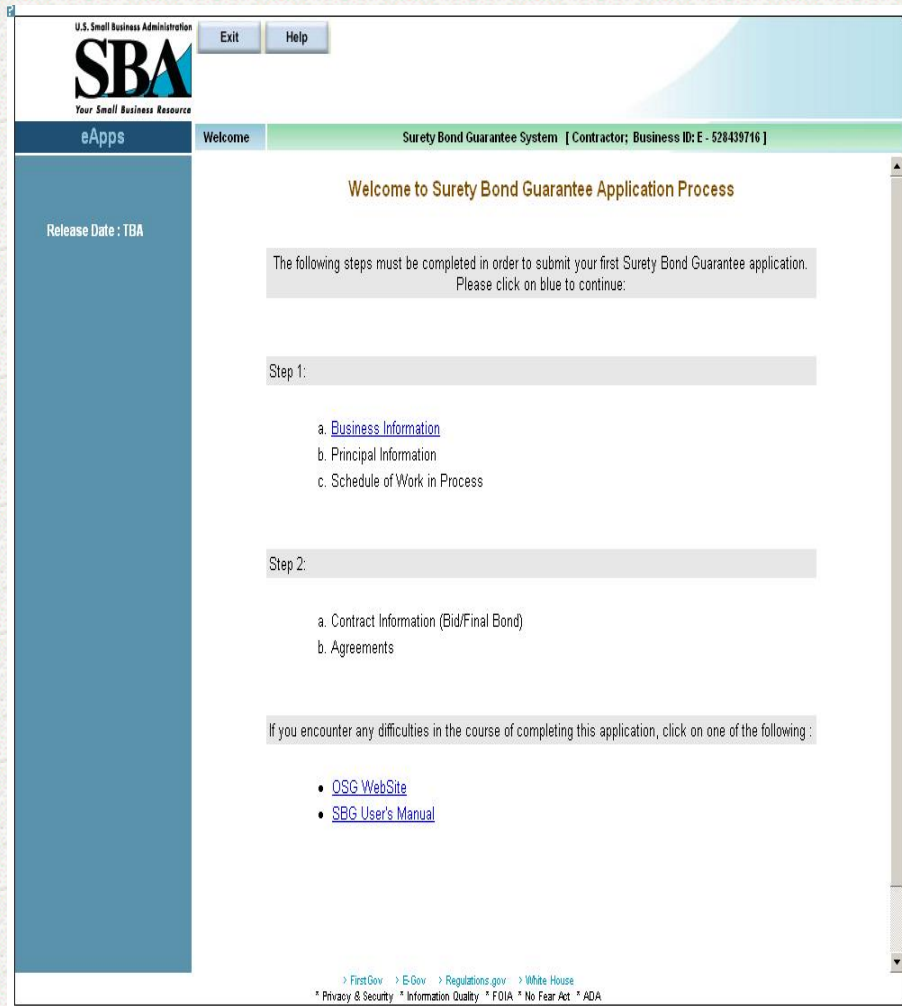 U.S. Small Business Administration
SBA
Your Small Business Resource
Exit
Help
eApps
Welcome
Surety Bond Guarantee System [ Contractor; Business ID: E - 528439716 ]
Release Date : TBA
Welcome to Surety Bond Guarantee Application Process
The following steps must be completed in order to submit your first Surety Bond Guarantee application.
Please click on blue to continue:
Step 1:
a. Business Information
b. Principal Information
c. Schedule of Work in Process
Step 2:
a. Contract Information (Bid/Final Bond)
b. Agreements
If you encounter any difficulties in the course of completing this application, click on one of the following :
• OSG WebSite
• SBG User's Manual
> FirstGov > E-Gov > Regulations.gov > White House
* Privacy & Security * Information Quality * FOIA * No Fear Act * ADA